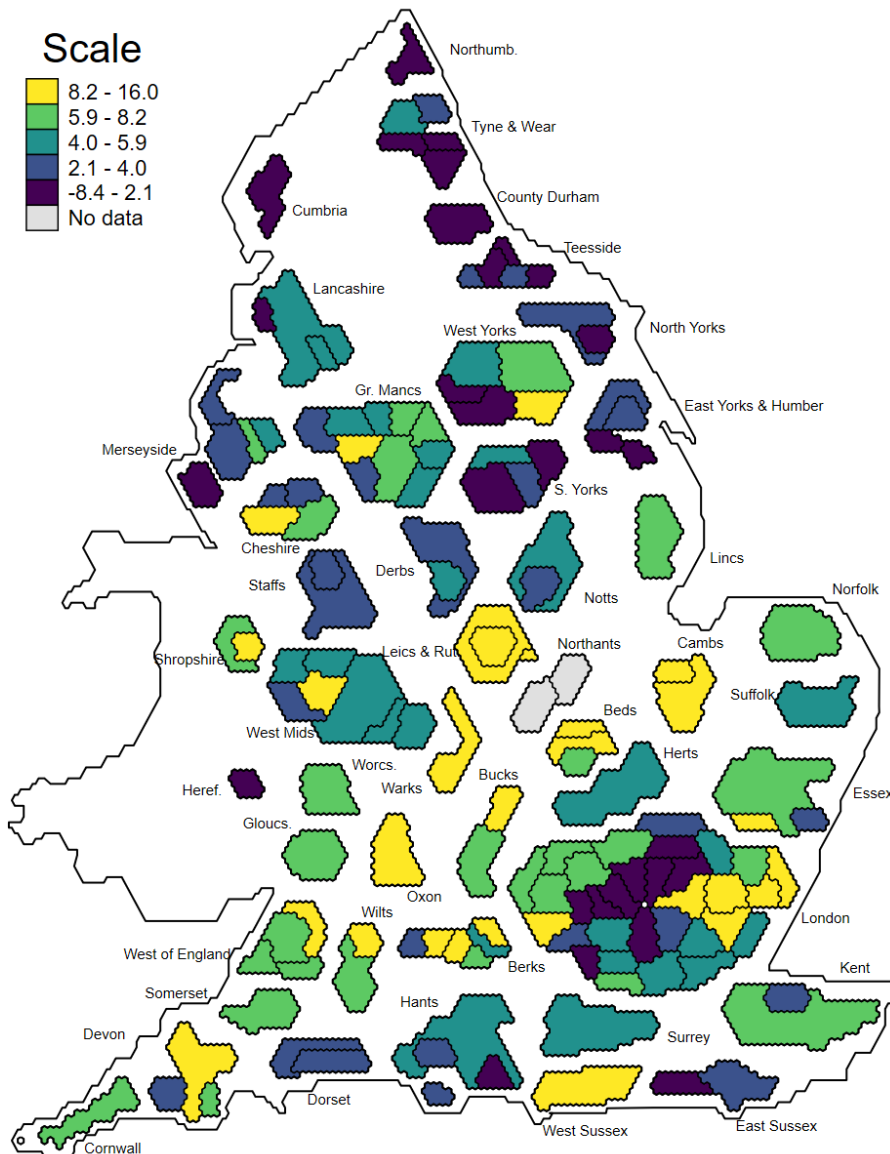 Scale
8.2 - 16.0
5.9 - 8.2
4.0 - 5.9
2.1 - 4.0
-8.4 - 2.1
No data
Northumb.
Tyne & Wear
County Durham
Cumbria
Teesside
Lancashire
North Yorks
West Yorks
Gr. Mancs
East Yorks & Humber
Merseyside
S. Yorks
Cheshire
Lincs
Derbs
Staffs
Notts
Norfolk
Northants
Cambs
Leics & Rut
Shropshire
Suffolk
Beds
West Mids
Herts
Worcs.
Bucks
Warks
Heref.
Essex
Gloucs.
Oxon
Wilts
London
West of England
Berks
Kent
Somerset
Hants
Devon
Surrey
Dorset
East Sussex
West Sussex
Cornwall